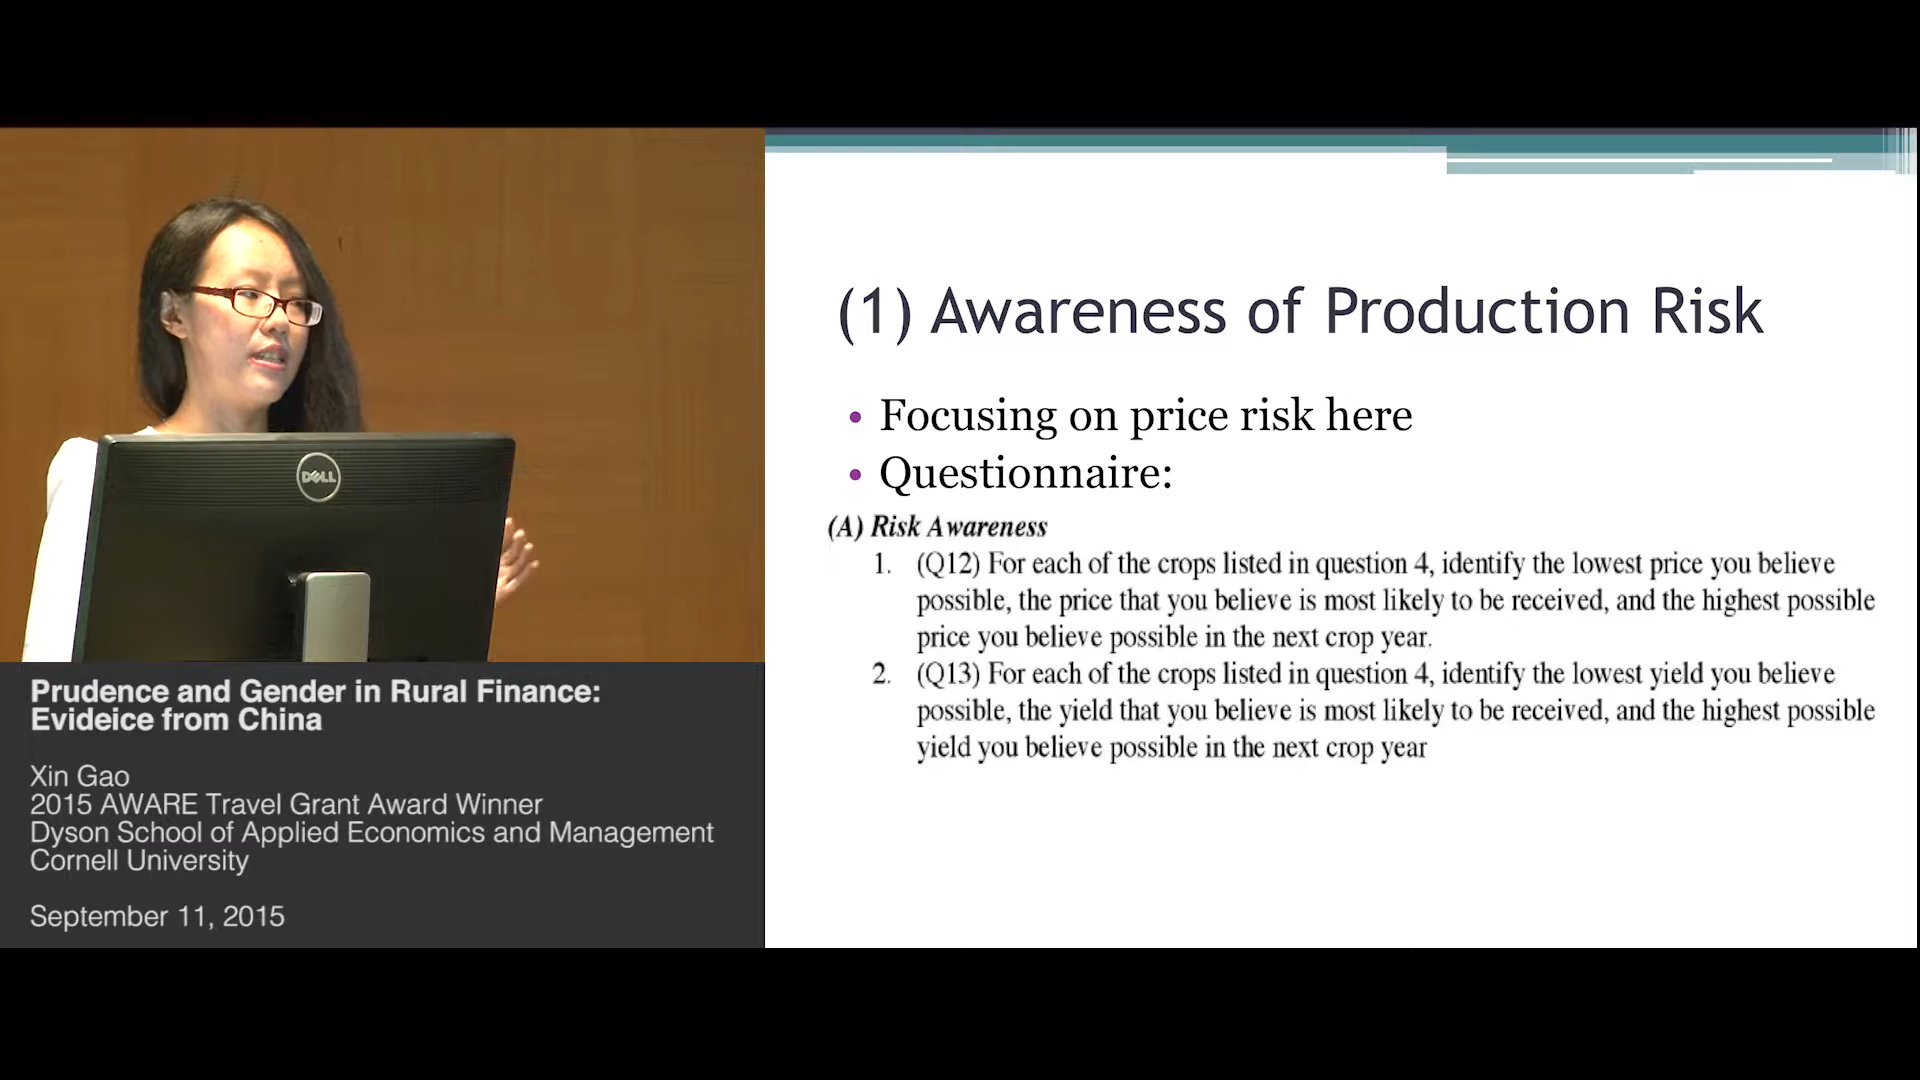 (1) Awareness of Production Risk
• Focusing on price risk here
• Questionnaire:
(A) Risk Awareness
1. (Q12) For each of the crops listed in question 4, identify the lowest price you believe
possible, the price that you believe is most likely to be received, and the highest possible
price you believe possible in the next crop year.
2. (Q13) For each of the crops listed in question 4, identify the lowest yield you believe
possible, the yield that you believe is most likely to be received, and the highest possible
yield you believe possible in the next crop year
DELL
Prudence and Gender in Rural Finance:
Evideice from China
Xin Gao
2015 AWARE Travel Grant Award Winner
Dyson School of Applied Economics and Management
Cornell University
September 11, 2015